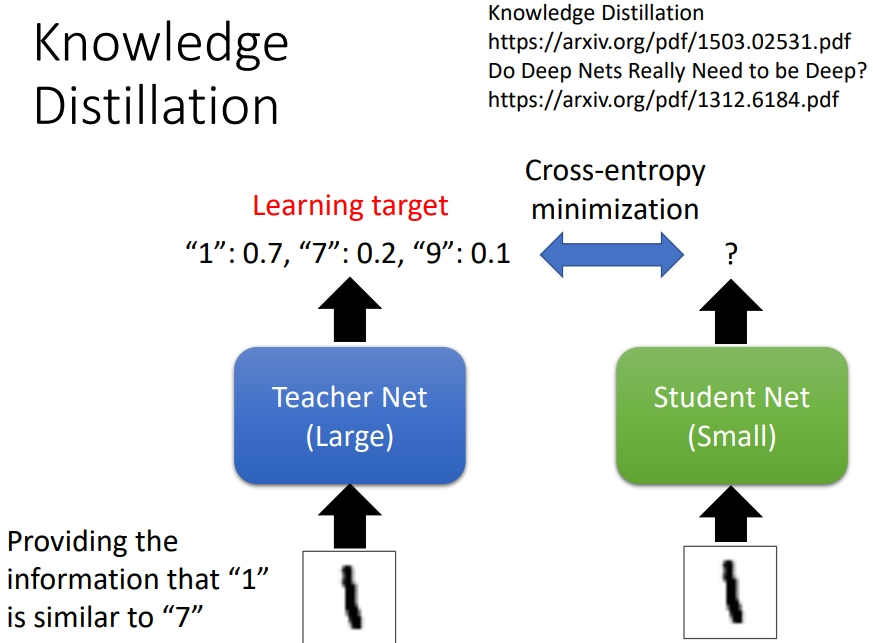 Knowledge
Distillation
Knowledge Distillation
https://arxiv.org/pdf/1503.02531.pdf
Do Deep Nets Really Need to be Deep?
https://arxiv.org/pdf/1312.6184.pdf
Learning target
Cross-entropy
minimization
“1”: 0.7, “7”: 0.2, “9”: 0.1
?
Teacher Net
(Large)
Student Net
(Small)
Providing the
information that “1”
is similar to “7”